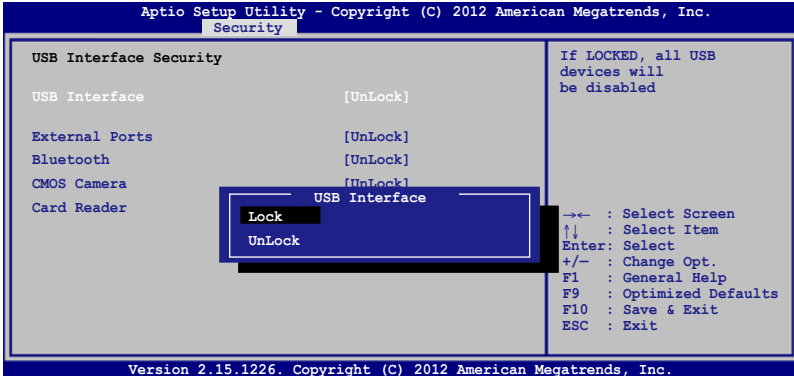 Aptio Setup Utility - Copyright (C) 2012 American Megatrends, Inc.
Security
USB Interface Security
USB Interface [UnLock]
External Ports [UnLock]
Bluetooth [UnLock]
CMOS Camera [UnLock]
Card Reader
USB Interface
Lock
UnLock
If LOCKED, all USB
devices will
be disabled
→← : Select Screen
↑↓ : Select Item
Enter: Select
+/— : Change Opt.
F1 : General Help
F9 : Optimized Defaults
F10 : Save & Exit
ESC : Exit
Version 2.15.1226. Copyright (C) 2012 American Megatrends, Inc.